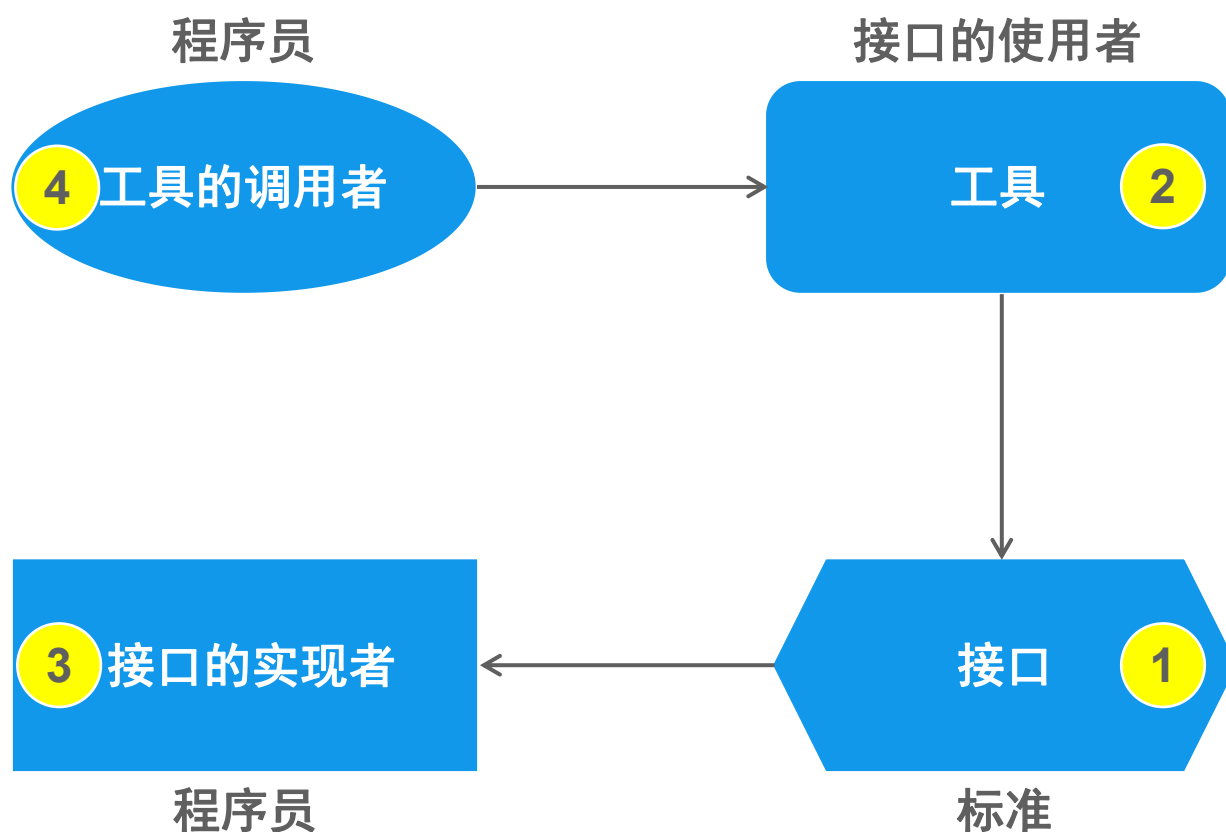 程序员
接口的使用者
4 工具的调用者
工具 2
3 接口的实现者
接口 1
程序员
标准